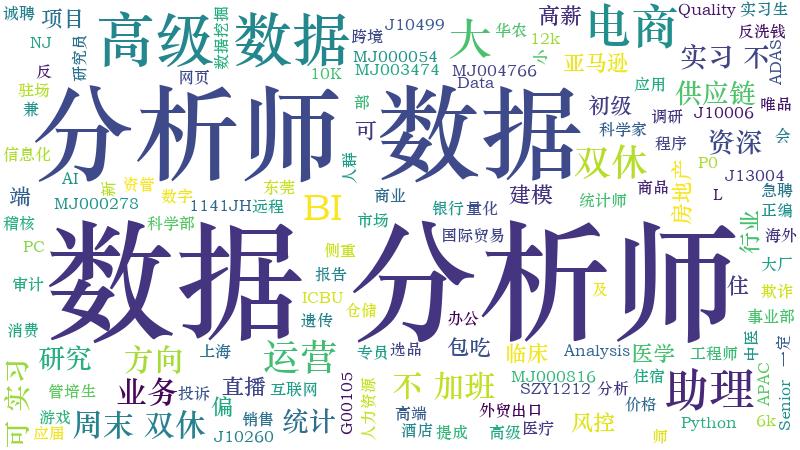 诚聘
项目
高级 数据
数据挖掘
跨境
J10499
华农
大
小
12k
高薪
电商
Quality
实习生
反洗钱
NJ
研究员
反
网页
10K
MJ000054
MJ003474
MJ004766
Data
亚马逊
实习 不
ADAS
驻场
兼
分析师
部
可
数据
初级
应用
供应链
唯品
调研
J10006
科学家
程序
资深
会
信息化
AI
资管
数字
东莞
人群
双休
P0
J13004
端
MJ000278
1141JH远程
BI
商业
建模
统计师
商品
房地产
L
急聘
正编
稽核
科学部
市场
银行
量化
行业
海外
PC
数据
侧重
国际贸易
分析师
大厂
审计
报告
ICBU
仓储
及
住
欺诈
消费
遗传
办公
事业部
研究
方向
上海
运营
专员
选品
包吃
临床
Analysis
医学
工程师
中医
一定
管培生
业务
投诉
直播
互联网
G00105
人力资源
不 加班
MJ000816
SZY1212
分析
住宿
助理
APAC
Senior
可 实习
游戏
应届
周末 双休
偏
销售
J10260
统计
高端
酒店
提成
外贸出口
高级
医疗
风控
价格
师
Python
6k